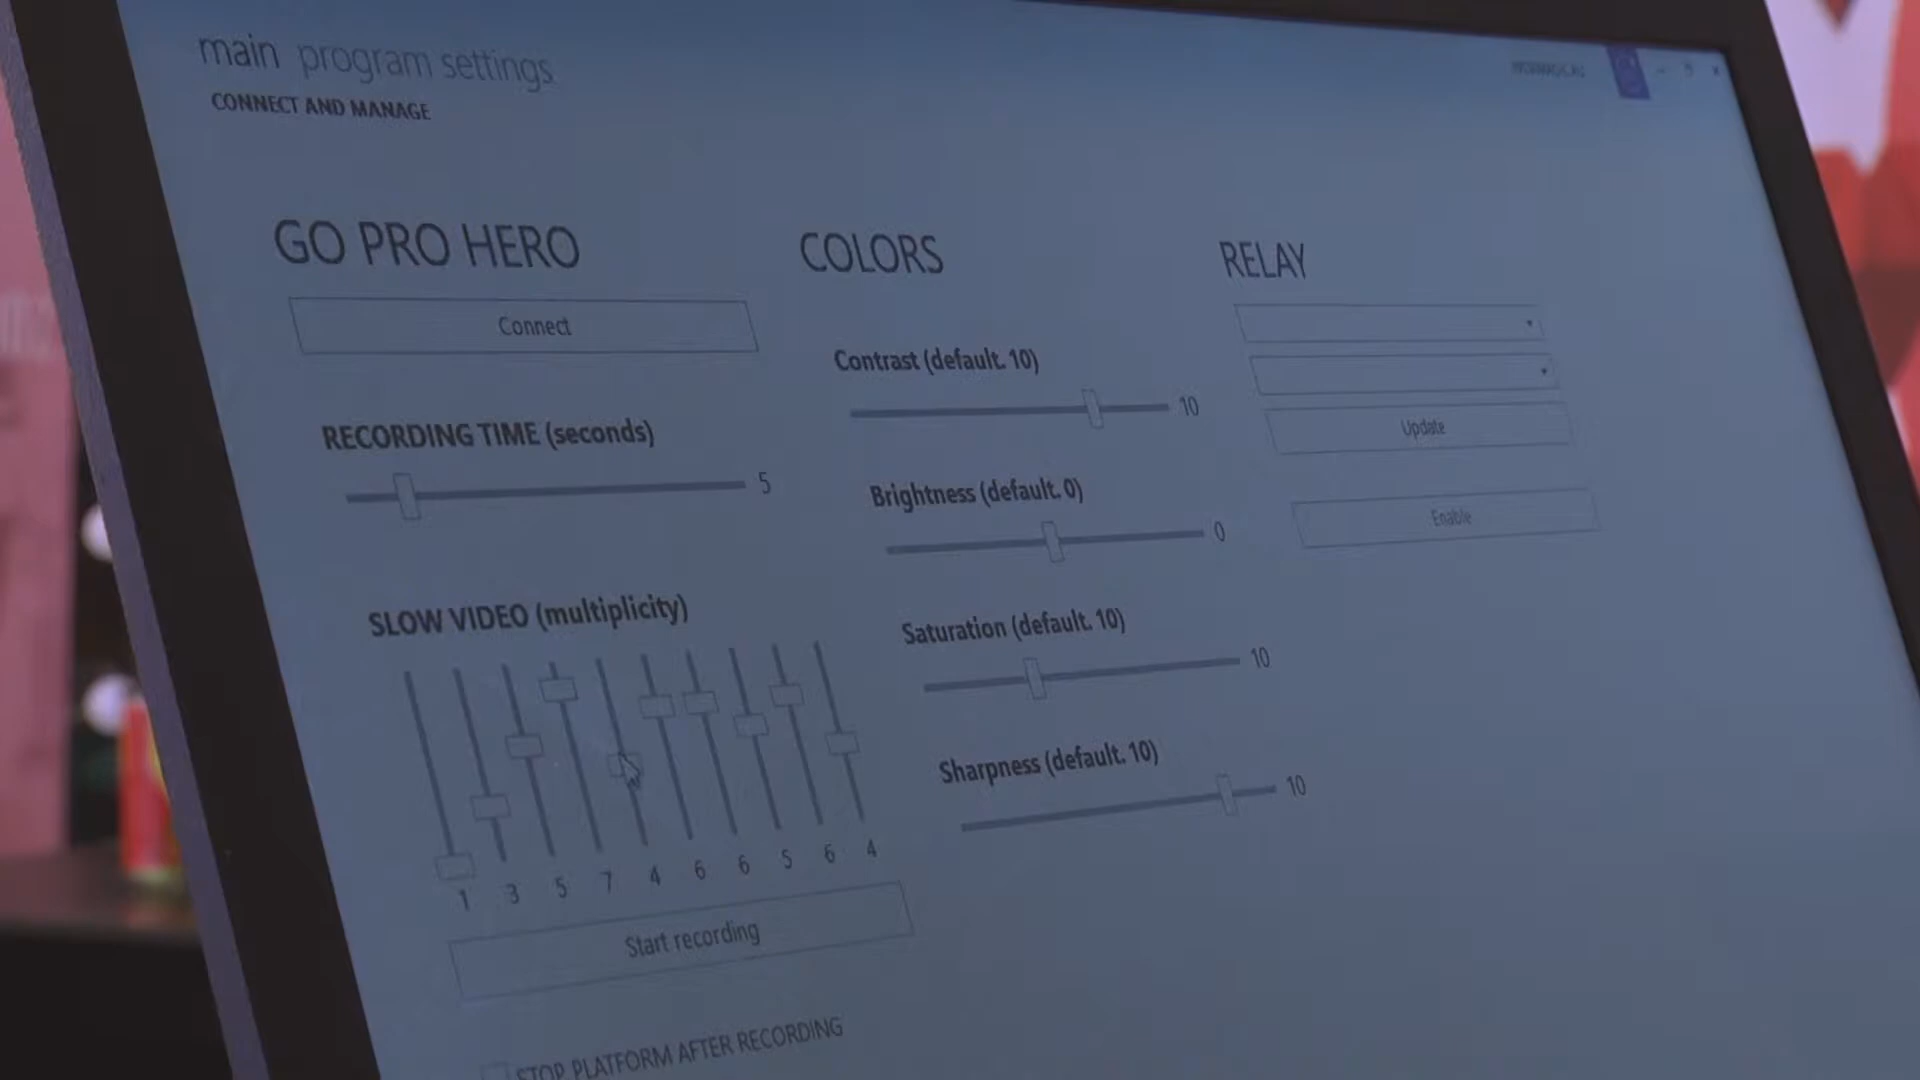 main program settings
CONNECT AND MANAGE
GO PRO HERO
Connect
RECORDING TIME (seconds)
5
SLOW VIDEO (multiplicity)
1 3 5 7 4 6 6 5 6 4
Start recording
STOP PLATFORM AFTER RECORDING
COLORS
Contrast (default. 10)
10
Brightness (default. 0)
0
Saturation (default. 10)
10
Sharpness (default. 10)
10
RELAY
Update
Enable